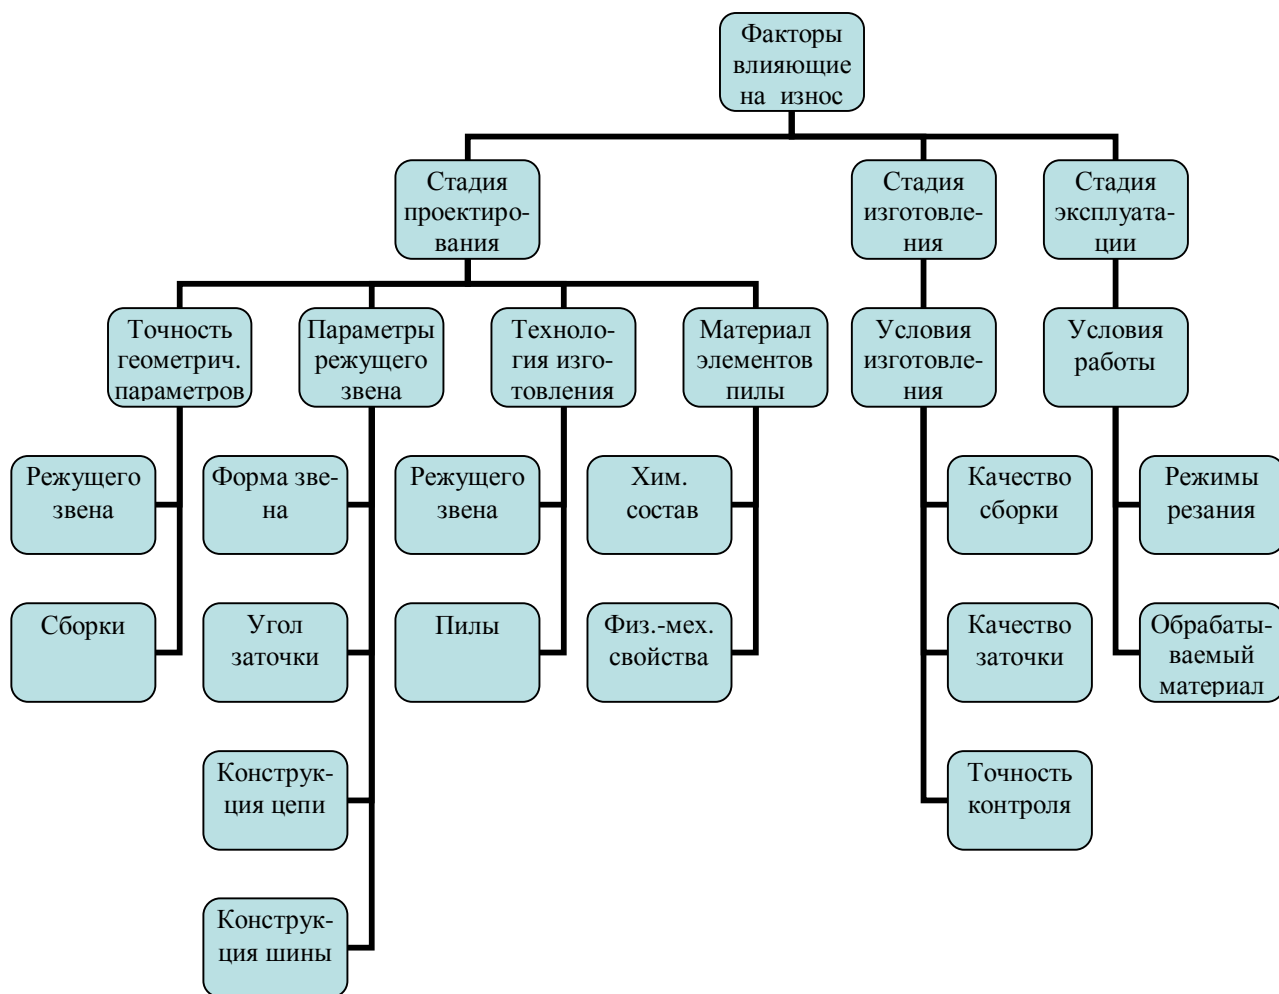 Факторы
влияющие
на износ
Стадия
проектиро-
вания
Стадия
изготовле-
ния
Стадия
эксплуата-
ции
Точность
геометрич.
параметров
Параметры
режущего
звена
Техноло-
гия изго-
товления
Материал
элементов
пилы
Условия
изготовле-
ния
Условия
работы
Режущего
звена
Форма зве-
на
Режущего
звена
Хим.
состав
Качество
сборки
Режимы
резания
Сборки
Угол
заточки
Пилы
Физ.-мех.
свойства
Качество
заточки
Обрабаты-
ваемый
материал
Конструк-
ция цепи
Точность
контроля
Конструк-
ция шины